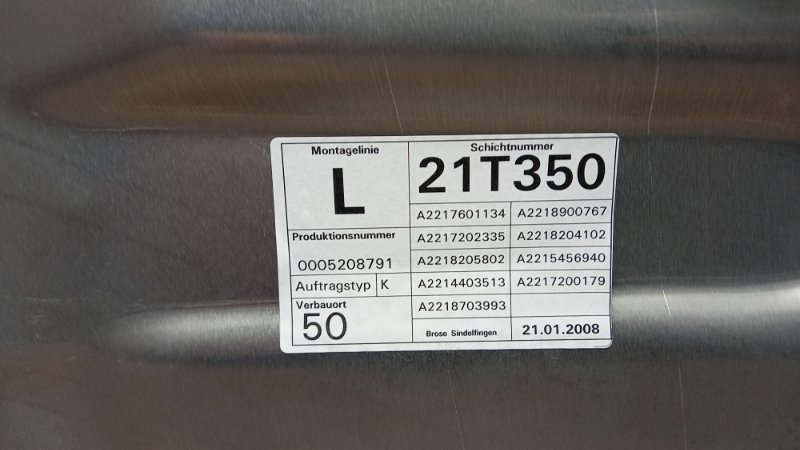 Montagelinie
L
Schichtnummer
21T350
Produktionsnummer
0005208791
Auftragstyp K
Verbauort
50
A2217601134 A2218900767
A2217202335 A2218204102
A2218205802 A2215456940
A2214403513 A2217200179
A2218703993
Brose Sindelfingen 21.01.2008